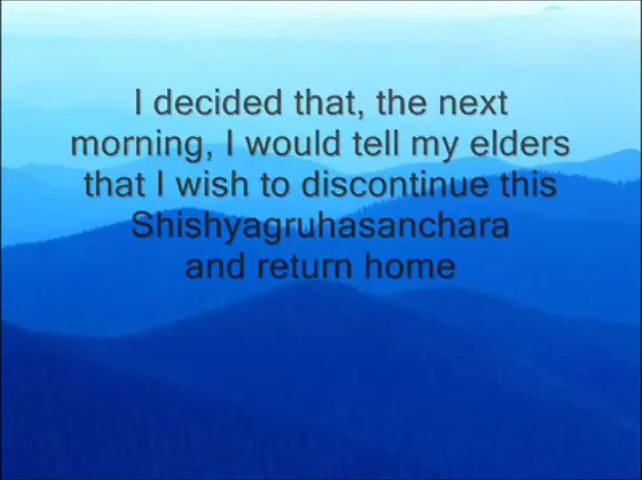 I decided that, the next
morning, I would tell my elders
that I wish to discontinue this
Shishyagruhasanchara
and return home